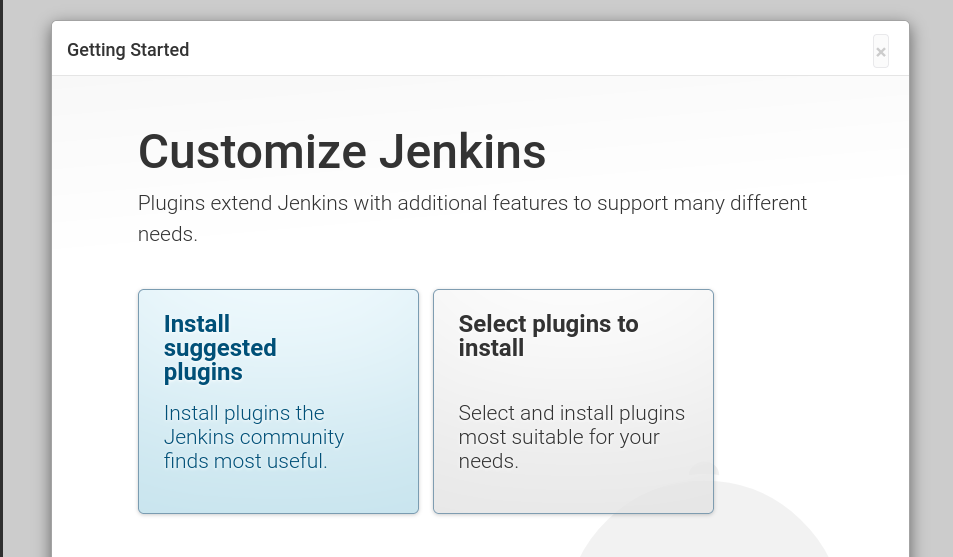 Getting Started
×
Customize Jenkins
Plugins extend Jenkins with additional features to support many different
needs.
Install
suggested
plugins
Install plugins the
Jenkins community
finds most useful.
Select plugins to
install
Select and install plugins
most suitable for your
needs.